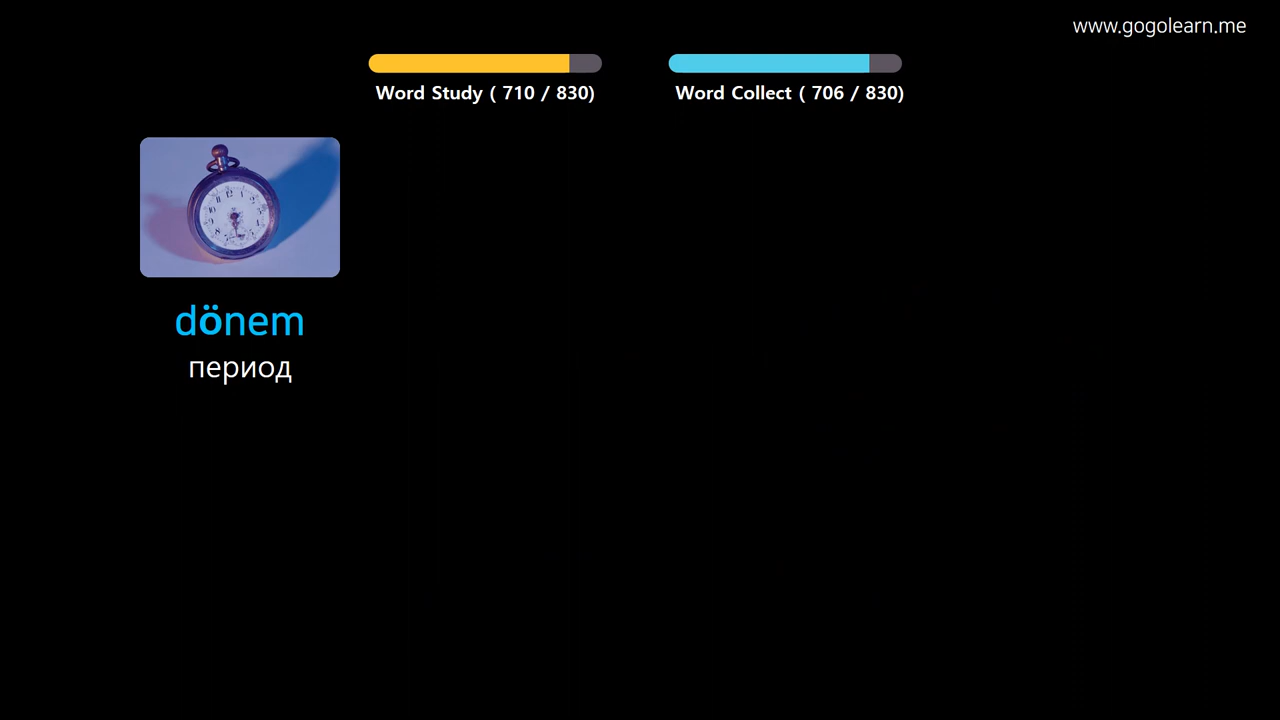 www.gogolearn.me
Word Study ( 710 / 830)
Word Collect ( 706 / 830)
dönem
период